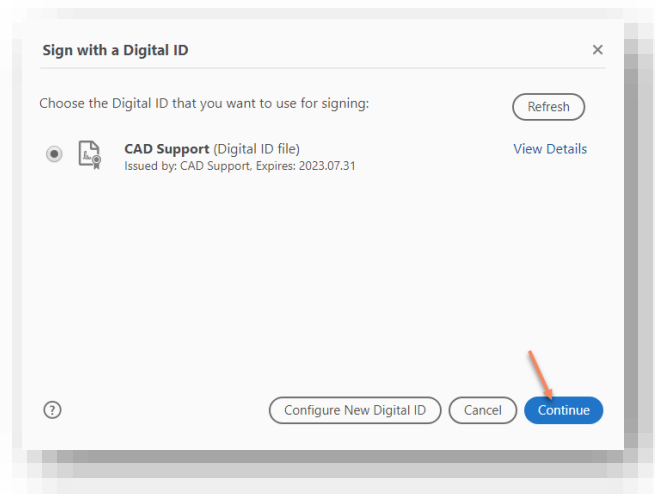 Sign with a Digital ID
Choose the Digital ID that you want to use for signing:
Refresh
CAD Support (Digital ID file)
View Details
Issued by: CAD Support, Expires: 2023.07.31
?
Configure New Digital ID
Cancel
Continue